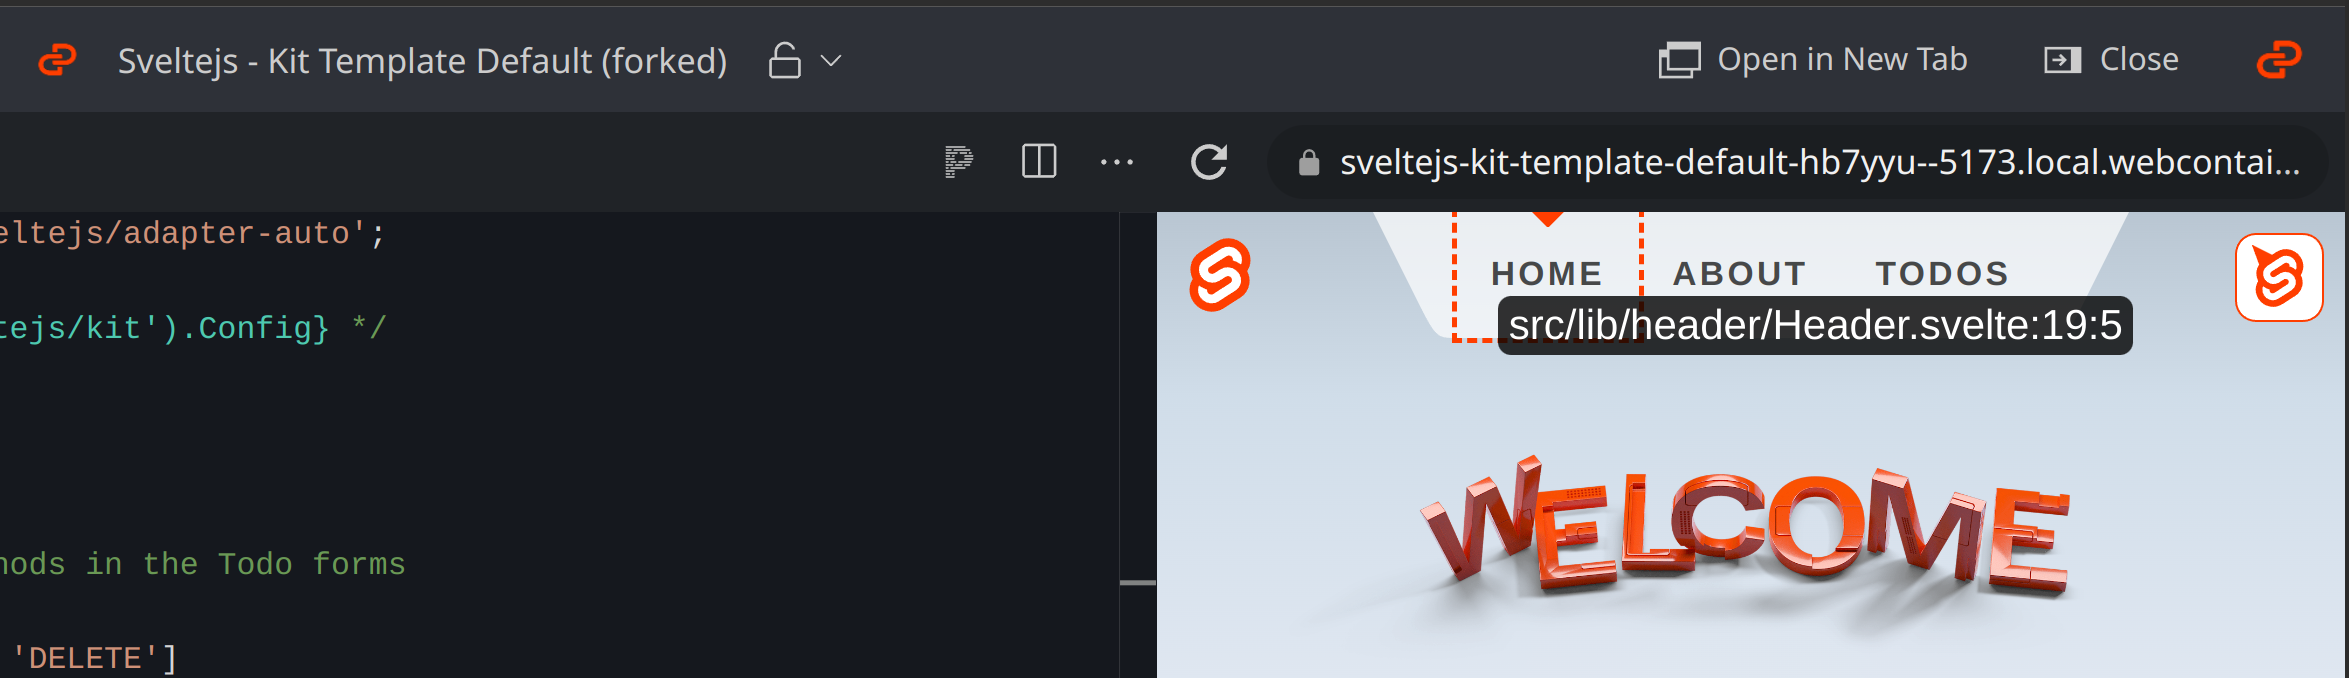 Sveltejs - Kit Template Default (forked)
Open in New Tab
Close
sveltejs-kit-template-default-hb7yyu--5173.local.webcontai...
eltejs/adapter-auto';
tejs/kit').Config} */
hods in the Todo forms
'DELETE']
HOME
ABOUT
TODOS
src/lib/header/Header.svelte:19:5
WELCOME